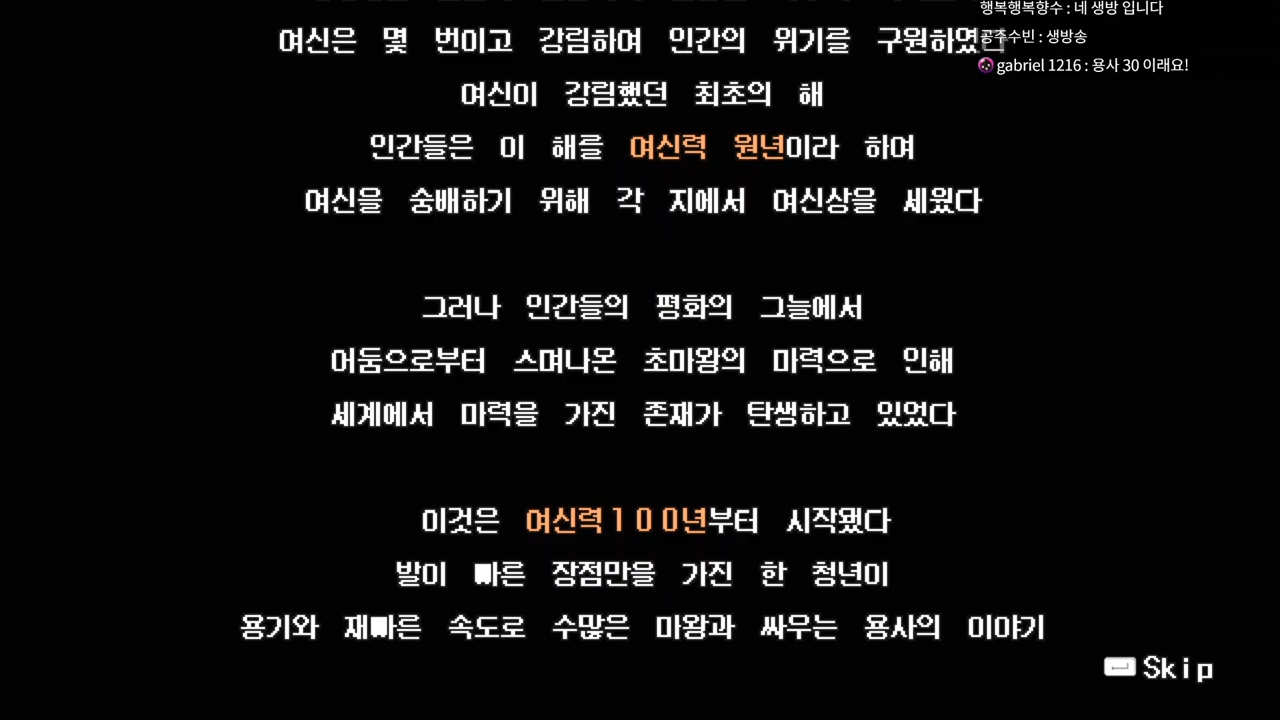 행복행복향수 : 네 생방 입니다
여신은 몇 번이고 강림하여 인간의 위기를 구원하였다
공주수빈 : 생방송
gabriel 1216 : 용사 30 이래요!
여신이 강림했던 최초의 해
인간들은 이 해를 여신력 원년이라 하여
여신을 숭배하기 위해 각 지에서 여신상을 세웠다
그러나 인간들의 평화의 그늘에서
어둠으로부터 스며나온 초마왕의 마력으로 인해
세계에서 마력을 가진 존재가 탄생하고 있었다
이것은 여신력100년부터 시작됐다
발이 빠른 장점만을 가진 한 청년이
용기와 재빠른 속도로 수많은 마왕과 싸우는 용사의 이야기
Skip